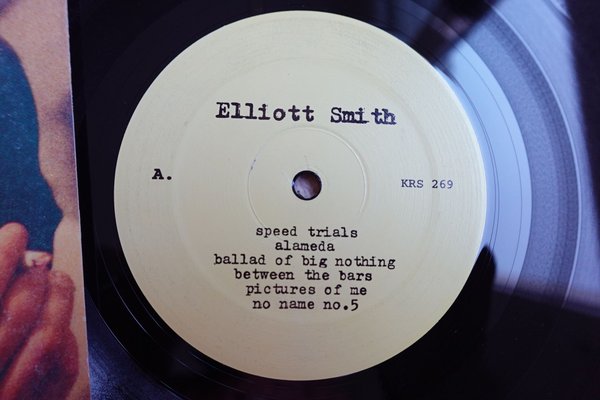 Elliott Smith
A.
KRS 269
speed trials
alameda
ballad of big nothing
between the bars
pictures of me
no name no.5